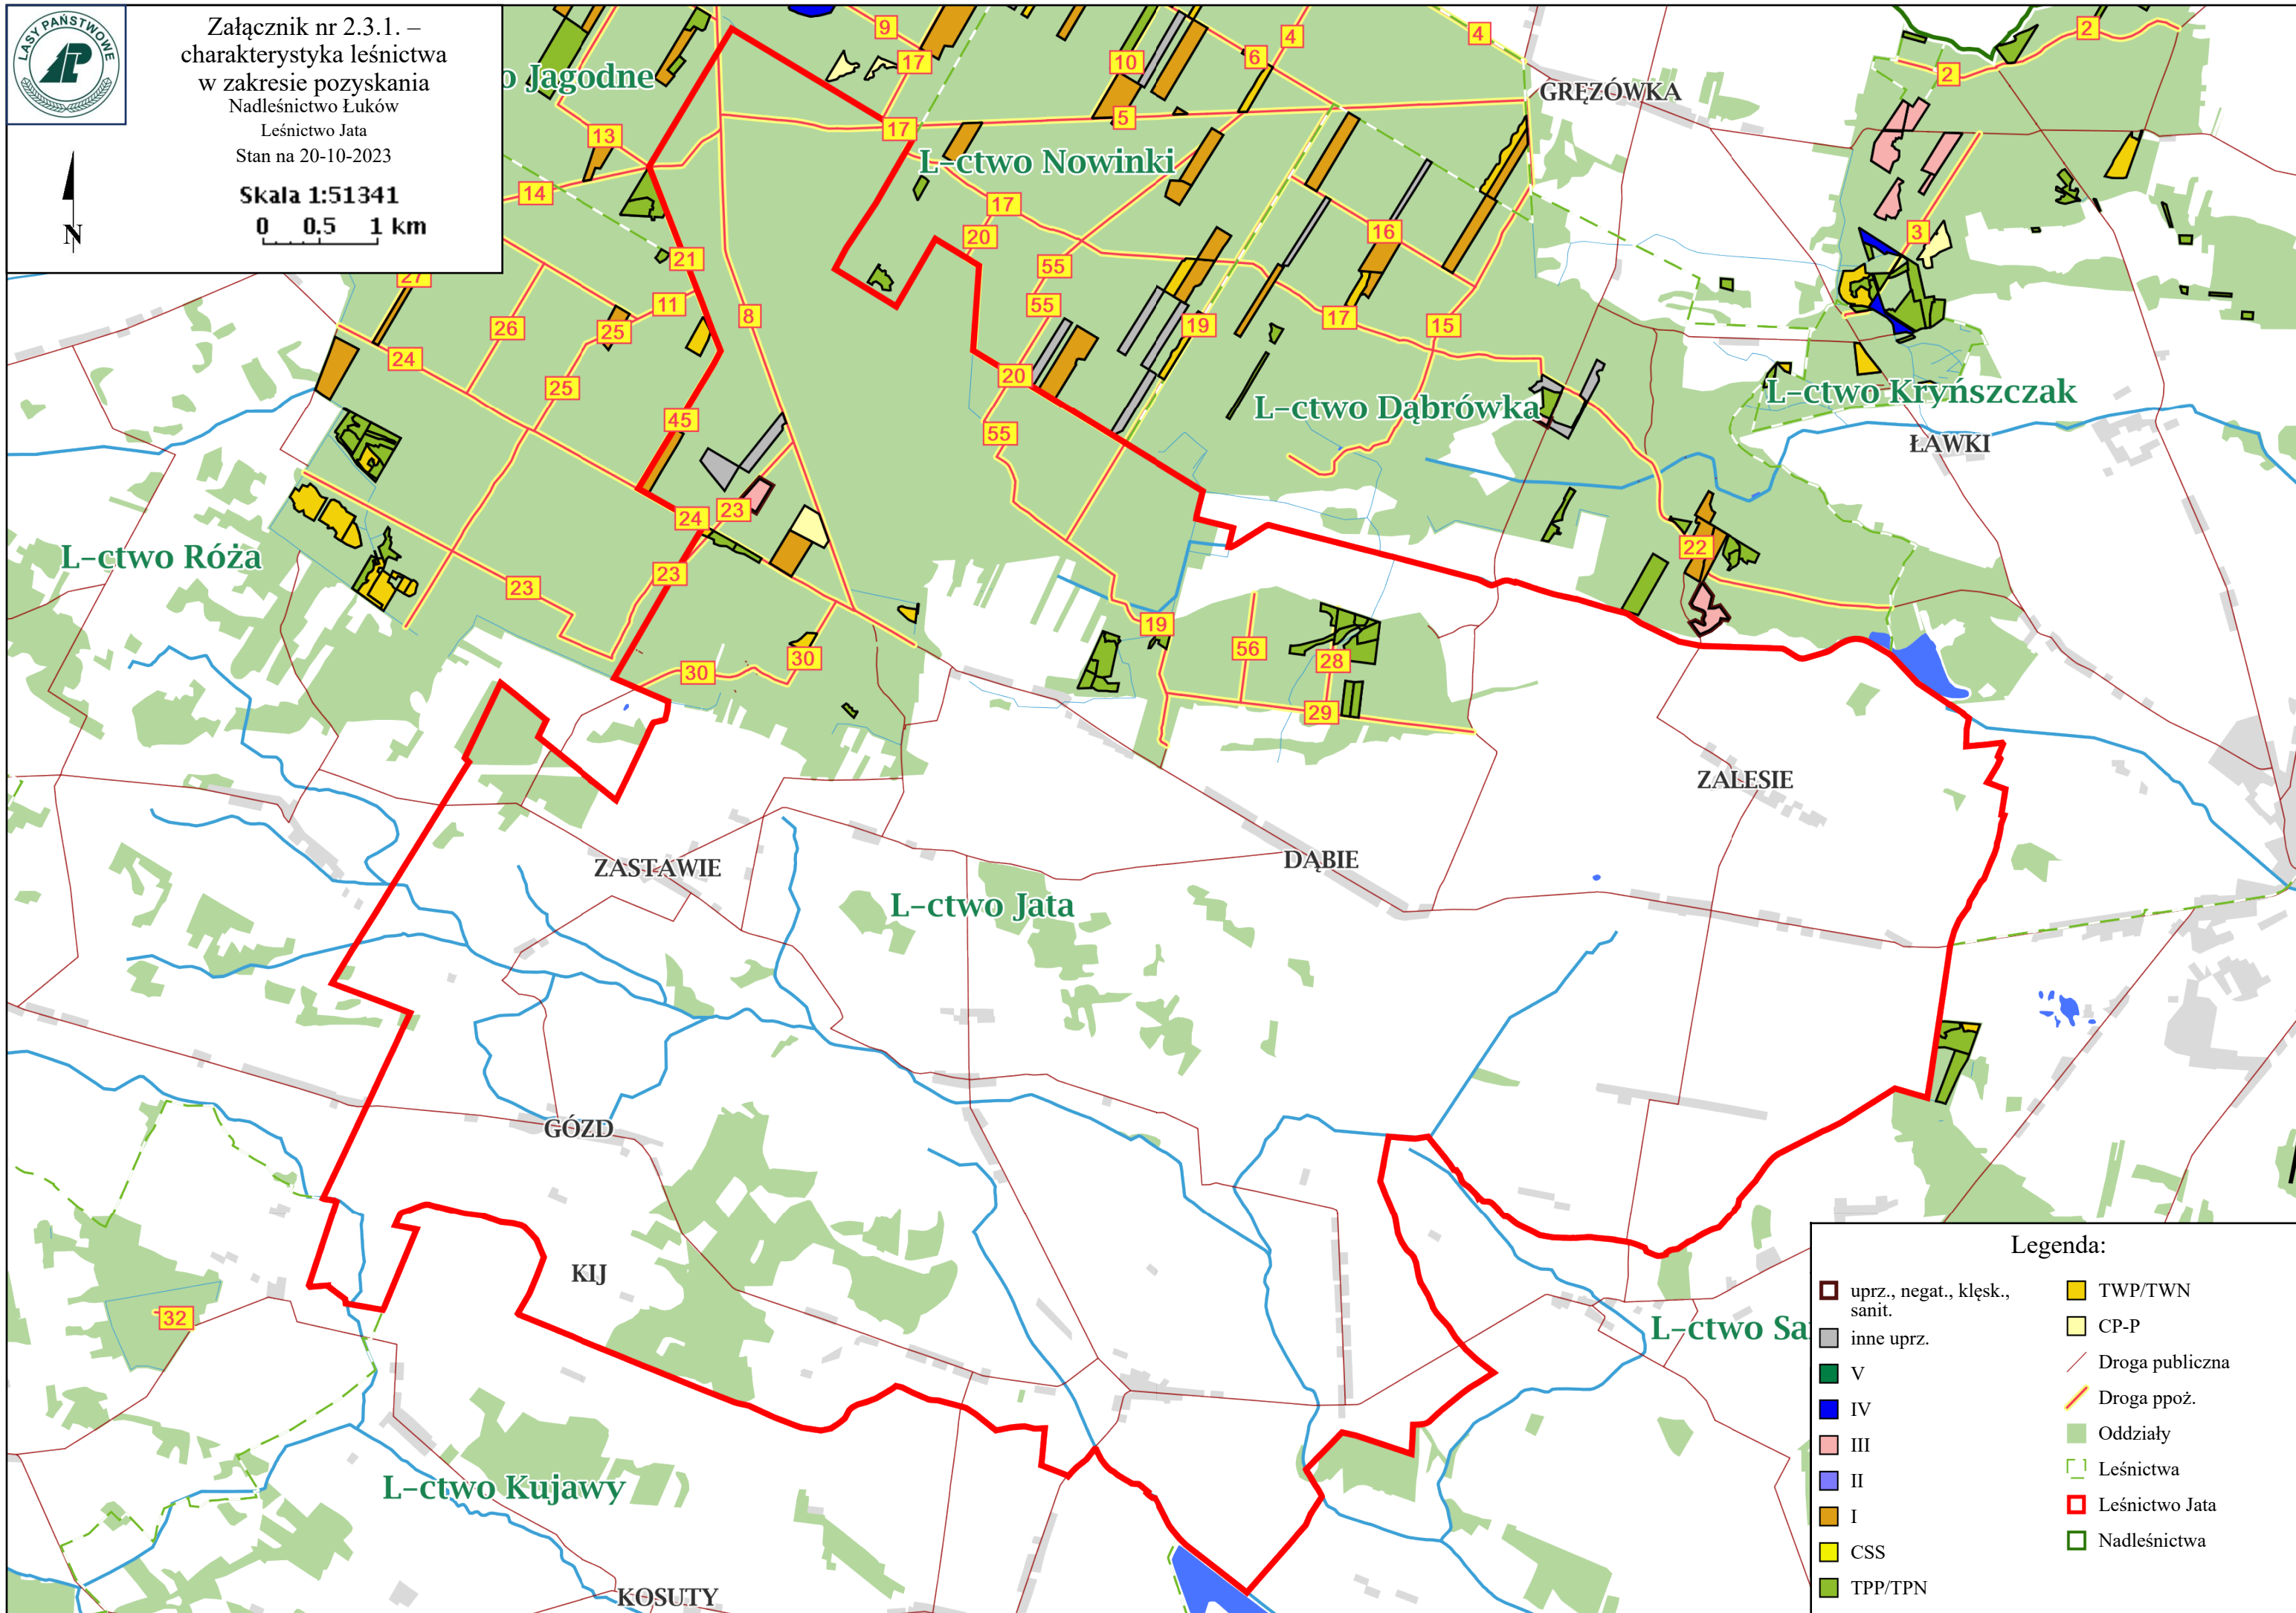 LASY PAŃSTWOWE
Załącznik nr 2.3.1. –
charakterystyka leśnictwa
w zakresie pozyskania
Nadleśnictwo Łuków
Leśnictwo Jata
Stan na 20-10-2023
Skala 1:51341
0 0.5 1 km
N
o Jagodne
9
17
10
6
4
4
2
2
GRĘZÓWKA
5
17
13
14
L-ctwo Nowinki
17
20
16
3
21
55
27
11
55
8
26
25
19
17
15
24
25
20
L-ctwo Kryńszczak
L-ctwo Dąbrówka
45
55
ŁAWKI
23
24
22
L-ctwo Róża
23
23
19
56
28
30
30
29
ZALESIE
ZASTAWIE
DĄBIE
L-ctwo Jata
GÓZD
KIJ
32
L-ctwo Sa
L-ctwo Kujawy
KOSUTY
Legenda:
uprz., negat., klęsk.,
sanit.
inne uprz.
V
IV
III
II
I
CSS
TPP/TPN
TWP/TWN
CP-P
Droga publiczna
Droga ppoż.
Oddziały
Leśnictwa
Leśnictwo Jata
Nadleśnictwa